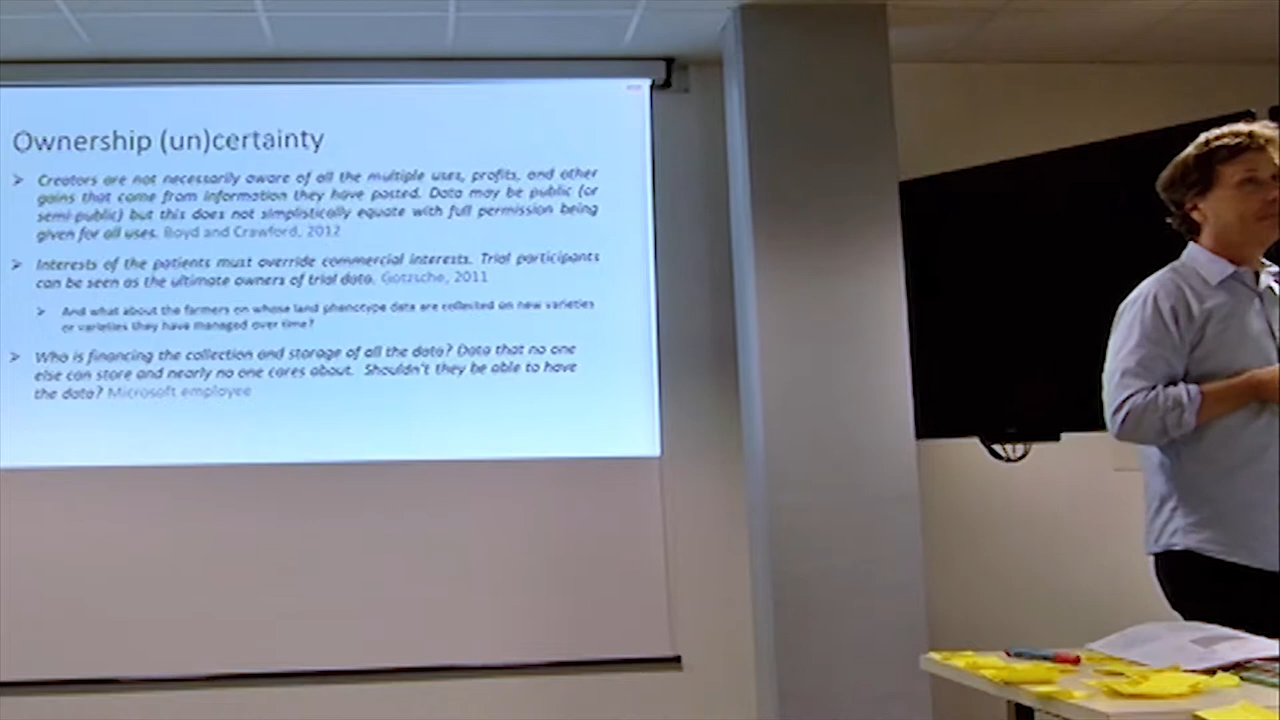 Ownership (un)certainty
➢ Creators are not necessarily aware of all the multiple uses, profits, and other
gains that come from information they have posted. Data may be public (or
semi-public) but this does not simplistically equate with full permission being
given for all uses. Boyd and Crawford, 2012
➢ Interests of the patients must override commercial interests. Trial participants
can be seen as the ultimate owners of trial data. Gotzsche, 2011
➢ And what about the farmers on whose land phenotype data are collected on new varieties
or varieties they have managed over time?
➢ Who is financing the collection and storage of all the data? Data that no one
else can store and nearly no one cares about. Shouldn't they be able to have
the data? Microsoft employee